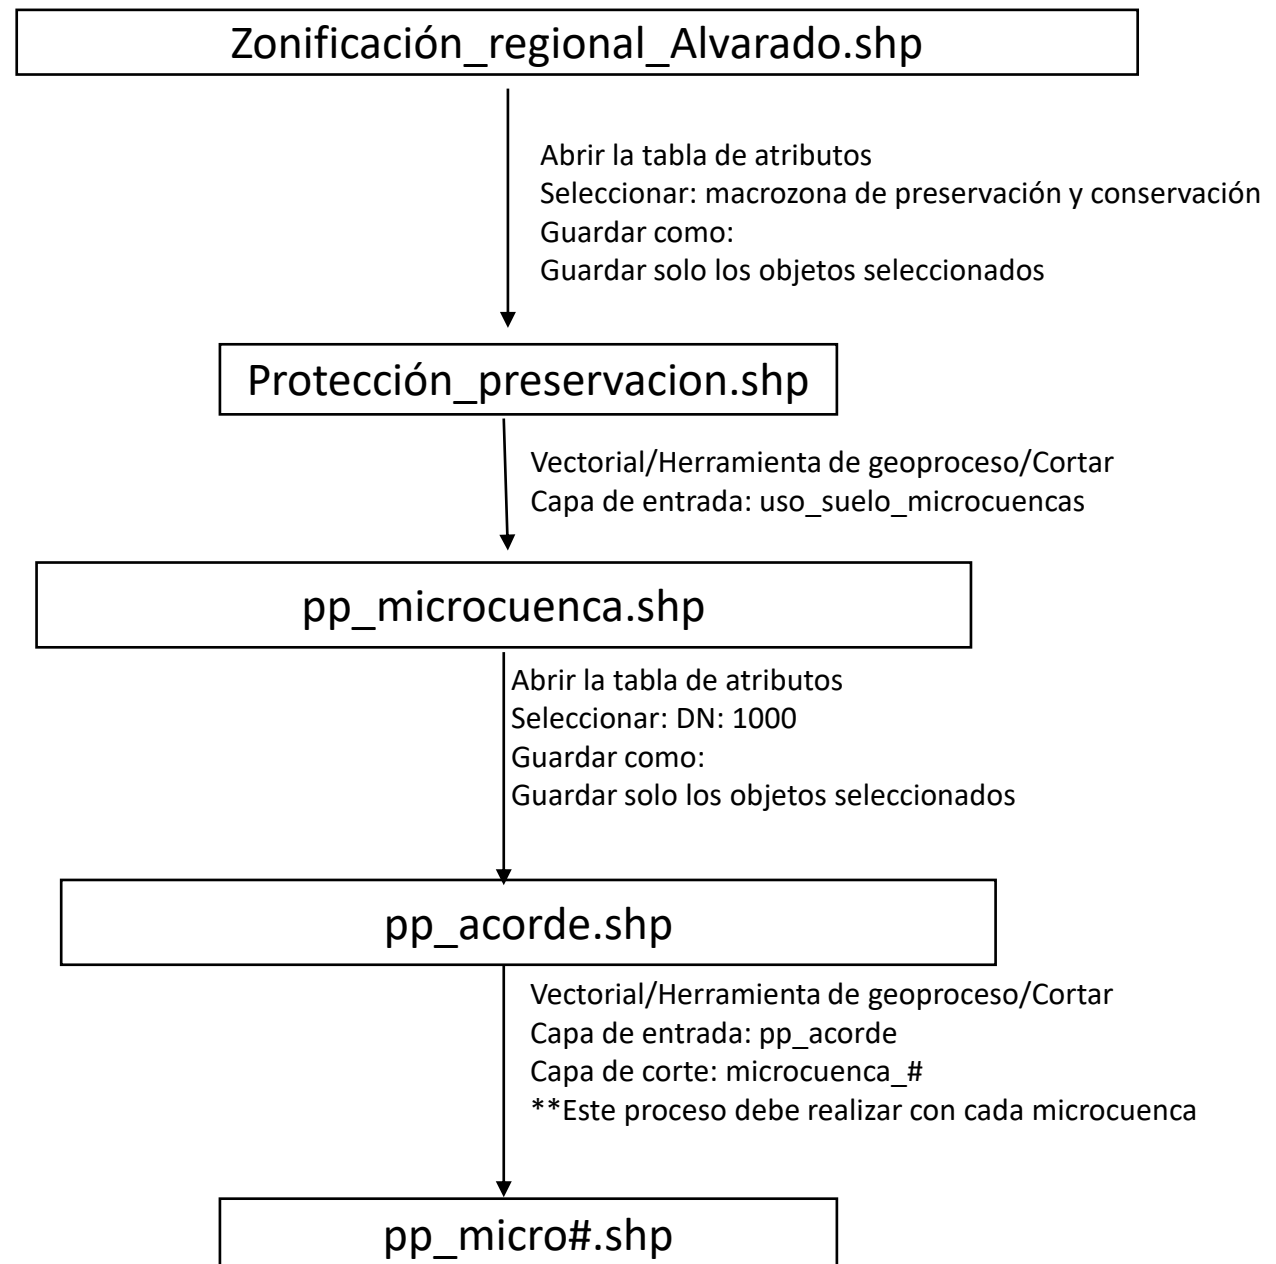 Zonificación_regional_Alvarado.shp
Abrir la tabla de atributos
Seleccionar: macrozona de preservación y conservación
Guardar como:
Guardar solo los objetos seleccionados
Protección_preservacion.shp
Vectorial/Herramienta de geoproceso/Cortar
Capa de entrada: uso_suelo_microcuencas
pp_microcuenca.shp
Abrir la tabla de atributos
Seleccionar: DN: 1000
Guardar como:
Guardar solo los objetos seleccionados
pp_acorde.shp
Vectorial/Herramienta de geoproceso/Cortar
Capa de entrada: pp_acorde
Capa de corte: microcuenca_#
**Este proceso debe realizar con cada microcuenca
pp_micro#.shp